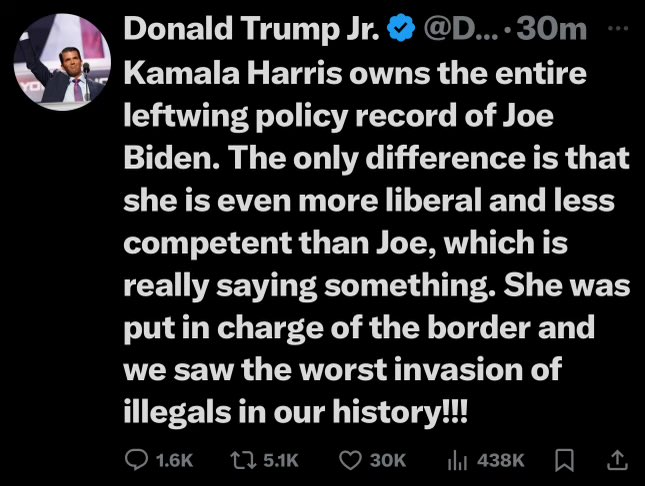 Donald Trump Jr. @D... · 30m ...
Kamala Harris owns the entire
leftwing policy record of Joe
Biden. The only difference is that
she is even more liberal and less
competent than Joe, which is
really saying something. She was
put in charge of the border and
we saw the worst invasion of
illegals in our history!!!
1.6K 5.1K 30K 438K